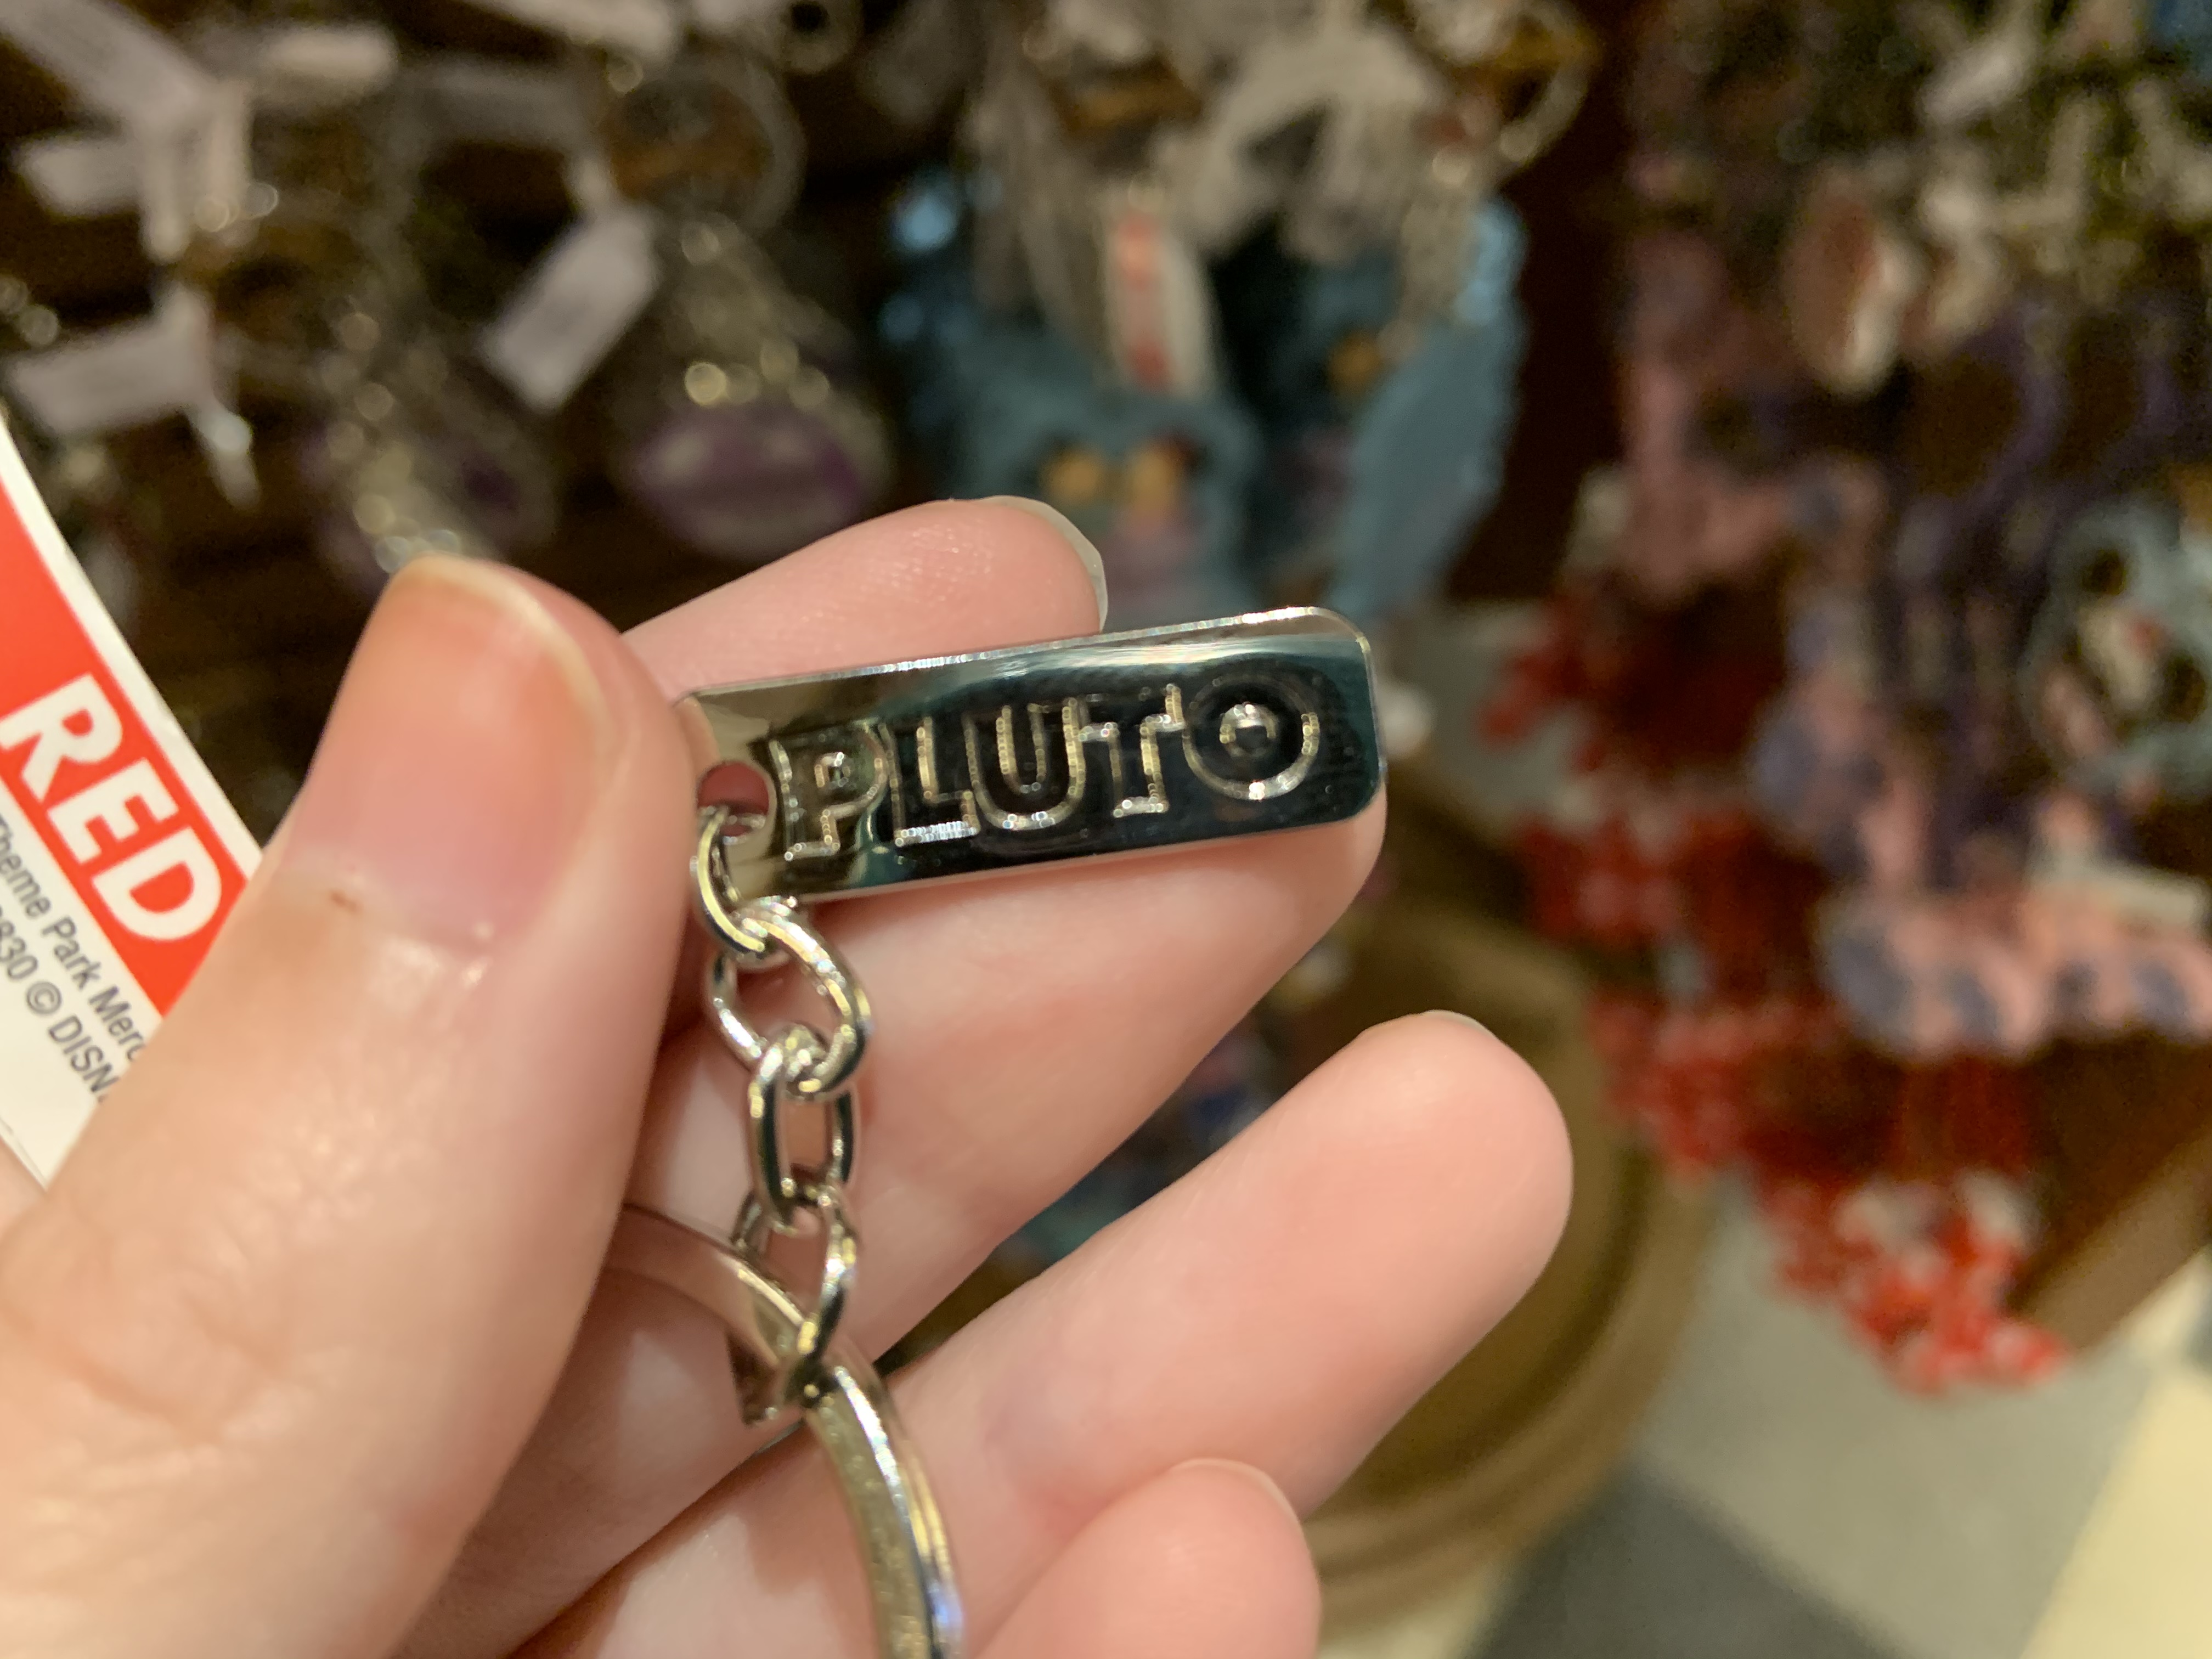 PLUTO
RED
Theme Park Merc
830 © DISN